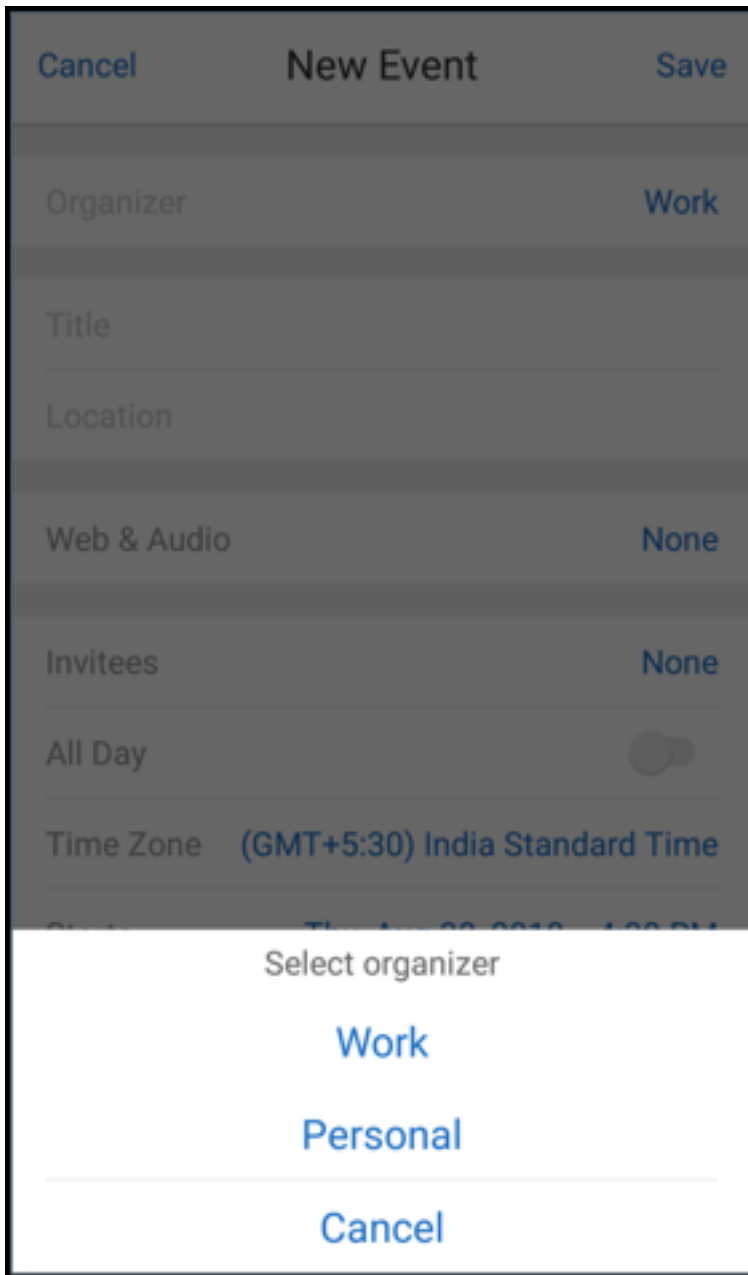 Cancel New Event Save
Organizer Work
Title
Location
Web & Audio None
Invitees None
All Day
Time Zone (GMT+5:30) India Standard Time
Select organizer
Work
Personal
Cancel